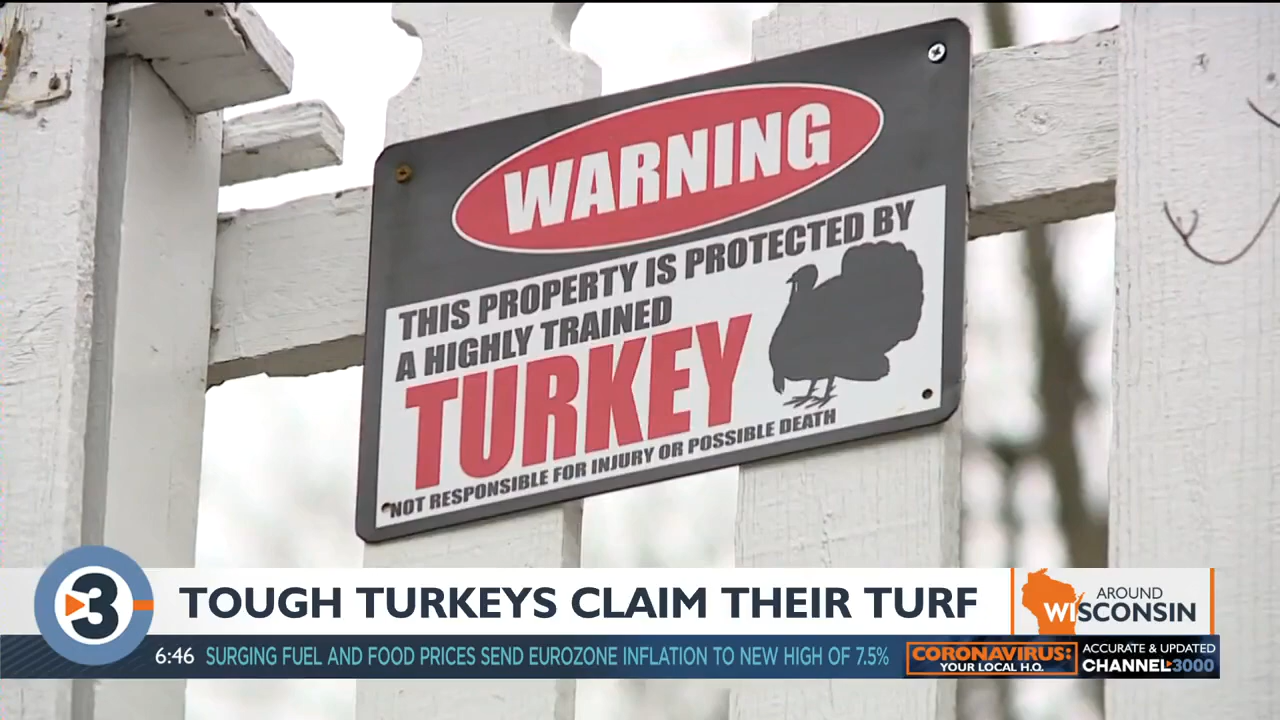 WARNING
THIS PROPERTY IS PROTECTED BY
A HIGHLY TRAINED
TURKEY
NOT RESPONSIBLE FOR INJURY OR POSSIBLE DEATH
3
TOUGH TURKEYS CLAIM THEIR TURF
AROUND
WISCONSIN
6:46 SURGING FUEL AND FOOD PRICES SEND EUROZONE INFLATION TO NEW HIGH OF 7.5%
CORONAVIRUS:
YOUR LOCAL H.Q.
ACCURATE & UPDATED
CHANNEL3000